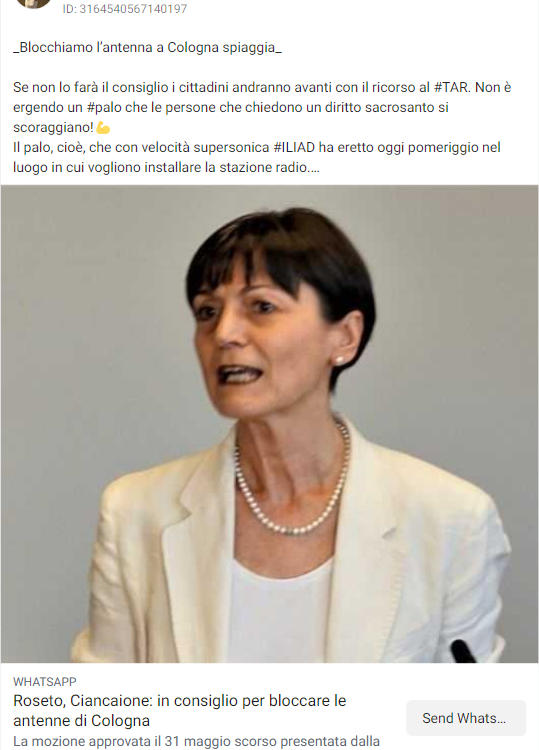 ID: 3164540567140197
_Blocchiamo l’antenna a Cologna spiaggia_
Se non lo farà il consiglio i cittadini andranno avanti con il ricorso al #TAR. Non è
ergendo un #palo che le persone che chiedono un diritto sacrosanto si
scoraggiano!💪
Il palo, cioè, che con velocità supersonica #ILIAD ha eretto oggi pomeriggio nel
luogo in cui vogliono installare la stazione radio....
WHATSAPP
Roseto, Ciancaione: in consiglio per bloccare le
antenne di Cologna
Send Whats...
La mozione approvata il 31 maggio scorso presentata dalla